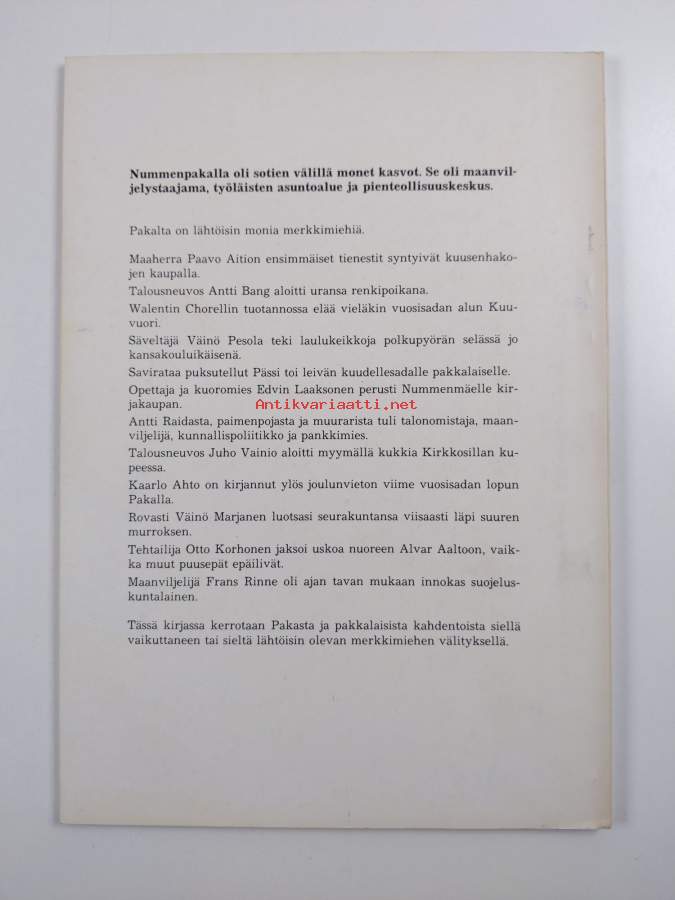 Nummenpakalla oli sotien välillä monet kasvot. Se oli maanvil-
jelystaajama, työläisten asuntoalue ja pienteollisuuskeskus.
Pakalta on lähtöisin monia merkkimiehiä.
Maaherra Paavo Aition ensimmäiset tienestit syntyivät kuusenhako-
jen kaupalla.
Talousneuvos Antti Bang aloitti uransa renkipoikana.
Walentin Chorellin tuotannossa elää vieläkin vuosisadan alun Kuu-
vuori.
Säveltäjä Väinö Pesola teki laulukeikkoja polkupyörän selässä jo
kansakouluikäisenä.
Savirataa puksutellut Pässi toi leivän kuudellesadalle pakkalaiselle.
Opettaja ja kuoromies Edvin Laaksonen perusti Nummenmäelle kir-
jakaupan.
Antikvariaatti.net
Antti Raidasta, paimenpojasta ja muurarista tuli talonomistaja, maan-
viljelijä, kunnallispoliitikko ja pankkimies.
Talousneuvos Juho Vainio aloitti myymällä kukkia Kirkkosillan ku-
peessa.
Kaarlo Ahto on kirjannut ylös joulunvieton viime vuosisadan lopun
Pakalla.
Rovasti Väinö Marjanen luotsasi seurakuntansa viisaasti läpi suuren
murroksen.
Tehtailija Otto Korhonen jaksoi uskoa nuoreen Alvar Aaltoon, vaik-
ka muut puusepät epäilivät.
Maanviljelijä Frans Rinne oli ajan tavan mukaan innokas suojelus-
kuntalainen.
Tässä kirjassa kerrotaan Pakasta ja pakkalaisista kahdentoista siellä
vaikuttaneen tai sieltä lähtöisin olevan merkkimiehen välityksellä.